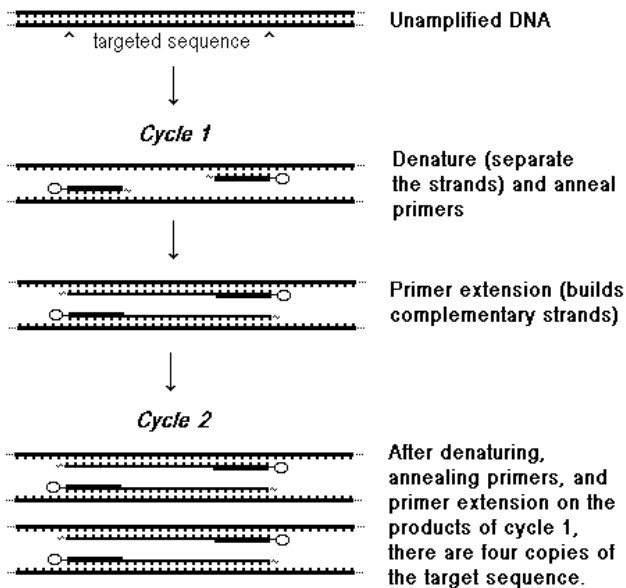 Unamplified DNA
^ targeted sequence ^
Cycle 1
Denature (separate
the strands) and anneal
primers
Primer extension (builds
complementary strands)
Cycle 2
After denaturing,
annealing primers, and
primer extension on the
products of cycle 1,
there are four copies of
the target sequence.